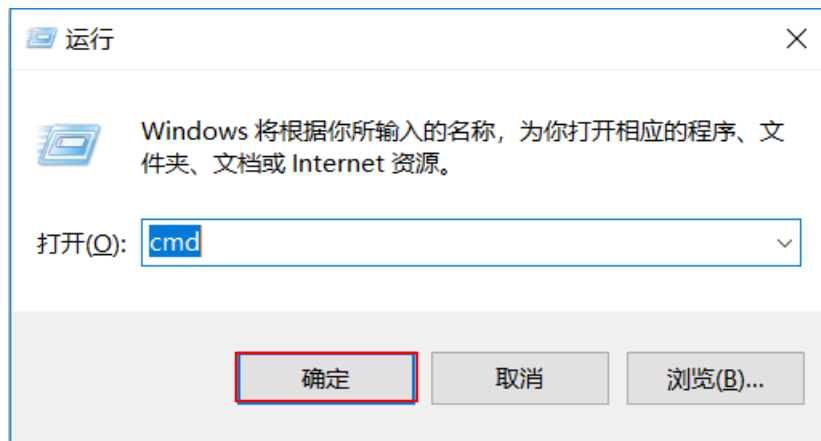 运行
Windows 将根据你所输入的名称，为你打开相应的程序、文
件夹、文档或 Internet 资源。
打开(O): cmd
确定 取消 浏览(B)...